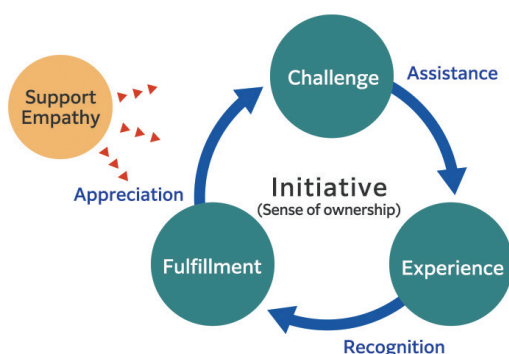 Challenge
Assistance
Support
Empathy
Appreciation
Initiative
(Sense of ownership)
Fulfillment
Experience
Recognition